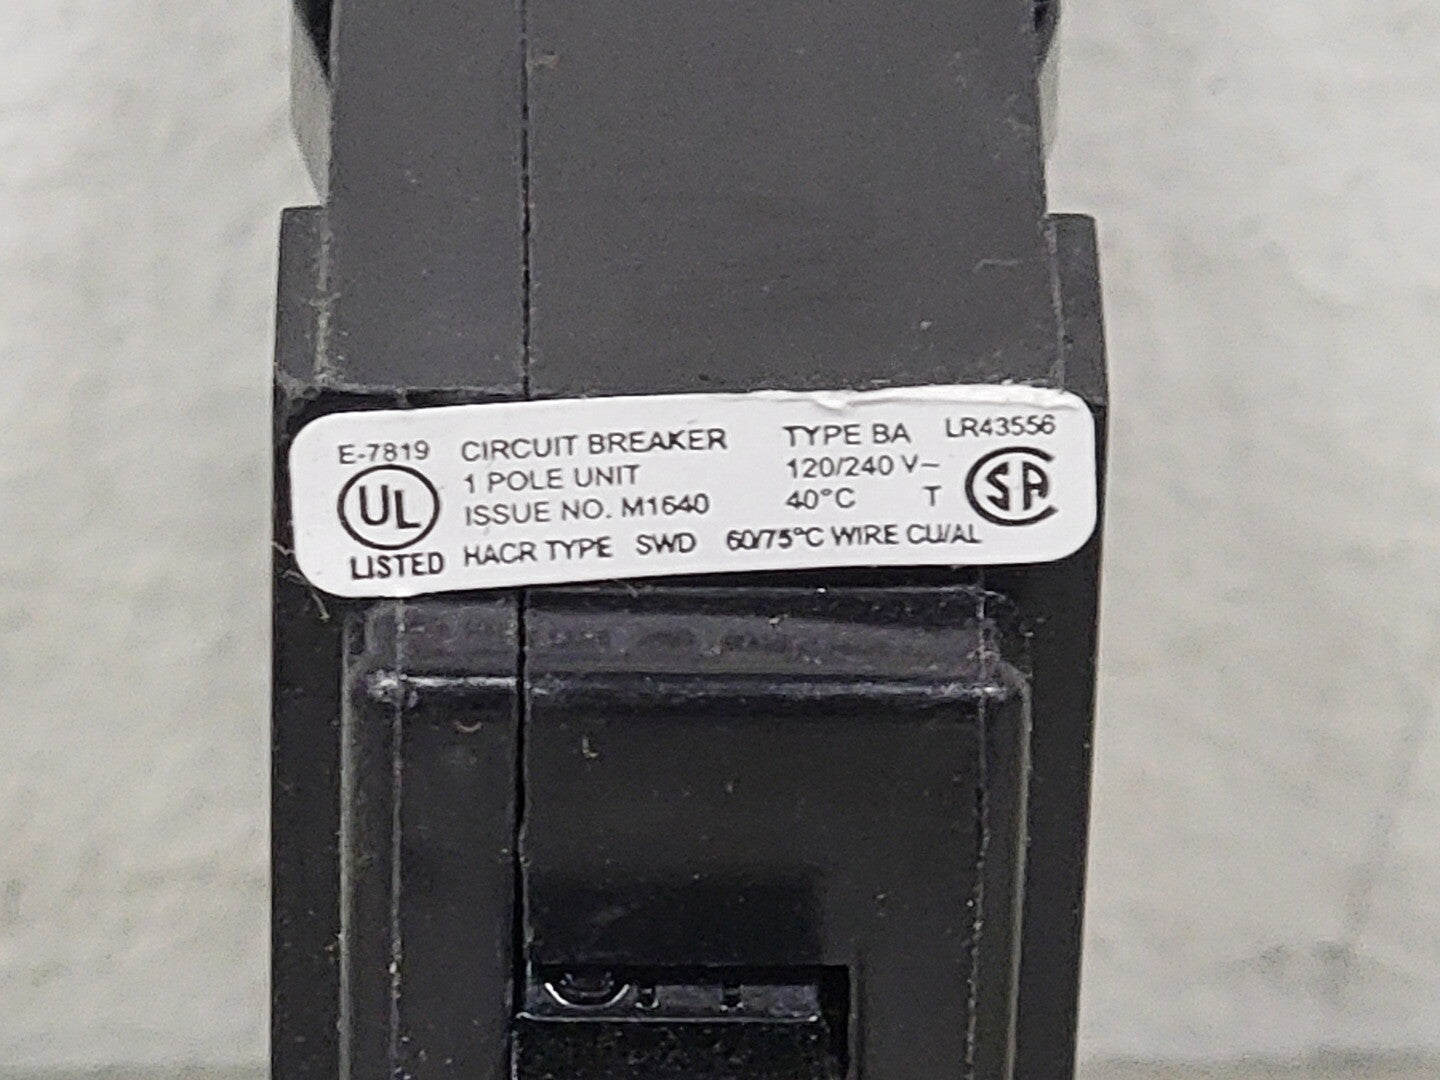 E-7819 CIRCUIT BREAKER TYPE BA LR43556
1 POLE UNIT 120/240 V~
UL ISSUE NO. M1640 40°C T SA
LISTED HACR TYPE SWD 60/75°C WIRE CU/AL